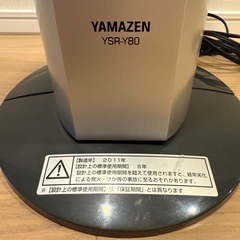 YAMAZEN
YSR-Y80
【製造年】2011年
【設計上の標準使用期間】 6年
設計上の標準使用期間を超えて使用されますと、経年劣化
による発火・けが等の事故に至るおそれがあります。
※【設計上の標準使用期間】は「保証期間」とは異なります